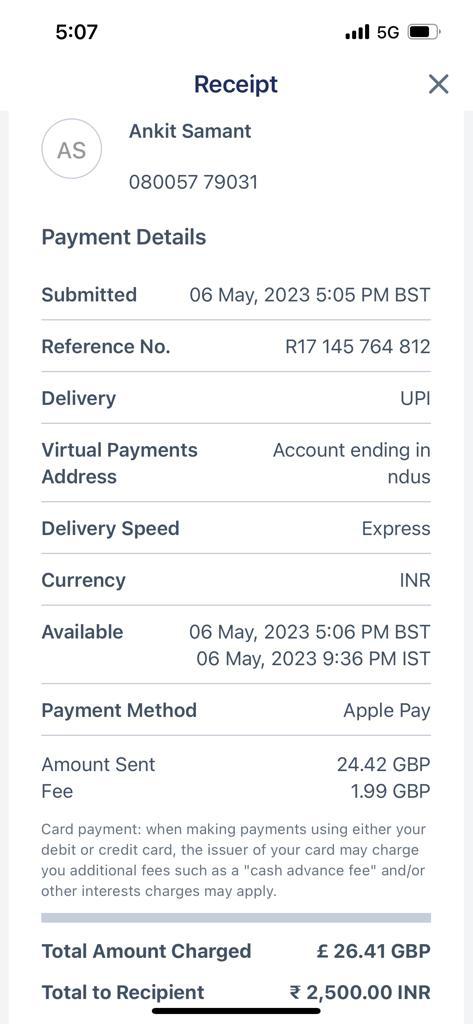 5:07 5G
Receipt
AS
Ankit Samant
080057 79031
Payment Details
Submitted 06 May, 2023 5:05 PM BST
Reference No. R17 145 764 812
Delivery UPI
Virtual Payments Account ending in
Address ndus
Delivery Speed Express
Currency INR
Available 06 May, 2023 5:06 PM BST
06 May, 2023 9:36 PM IST
Payment Method Apple Pay
Amount Sent 24.42 GBP
Fee 1.99 GBP
Card payment: when making payments using either your
debit or credit card, the issuer of your card may charge
you additional fees such as a "cash advance fee" and/or
other interests charges may apply.
Total Amount Charged £ 26.41 GBP
Total to Recipient ₹ 2,500.00 INR